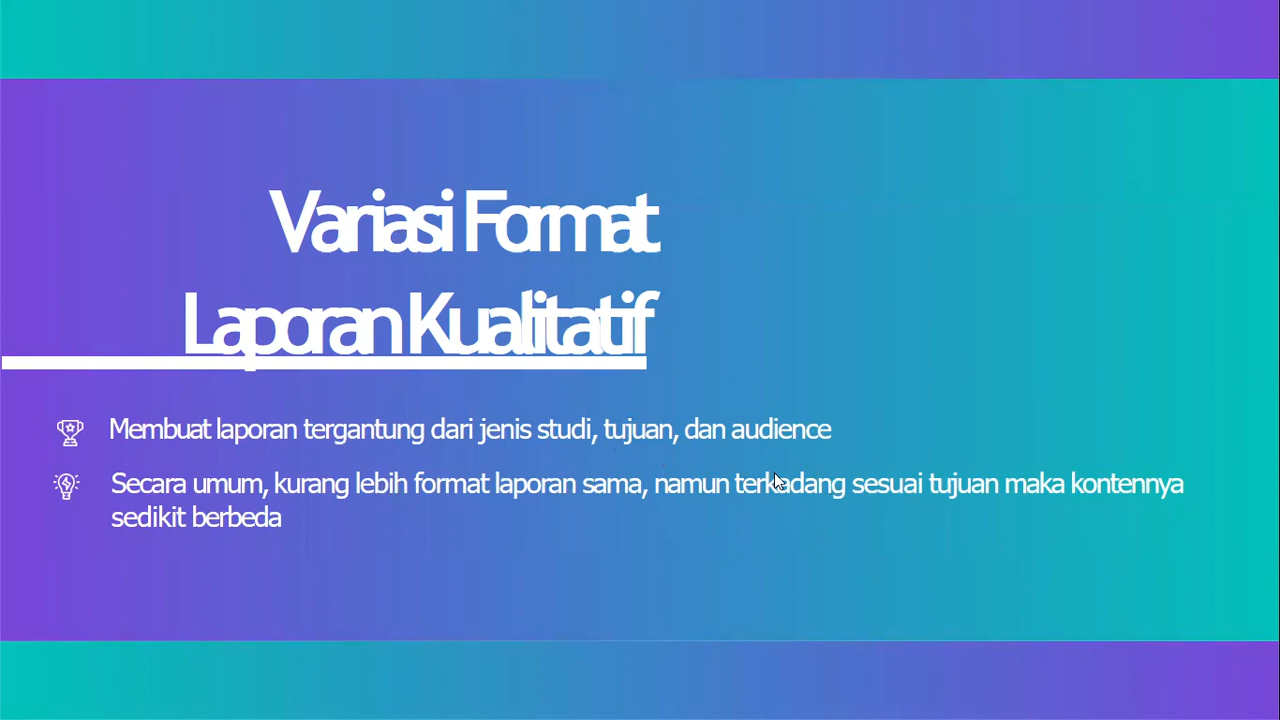 Variasi Format
Laporan Kualitatif
Membuat laporan tergantung dari jenis studi, tujuan, dan audience
Secara umum, kurang lebih format laporan sama, namun terkadang sesuai tujuan maka kontennya
sedikit berbeda